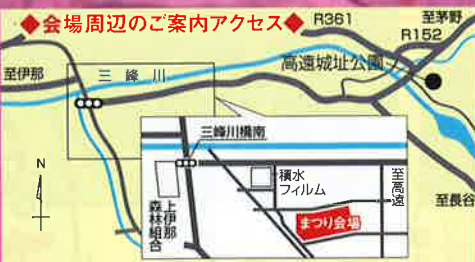 ◆会場周辺のご案内アクセス◆
R361
至茅野
R152
高遠城址公園
至伊那
三峰川
三峰川橋南
積水
フィルム
至高遠
至長谷
まつり会場
上伊那
森林組合
N